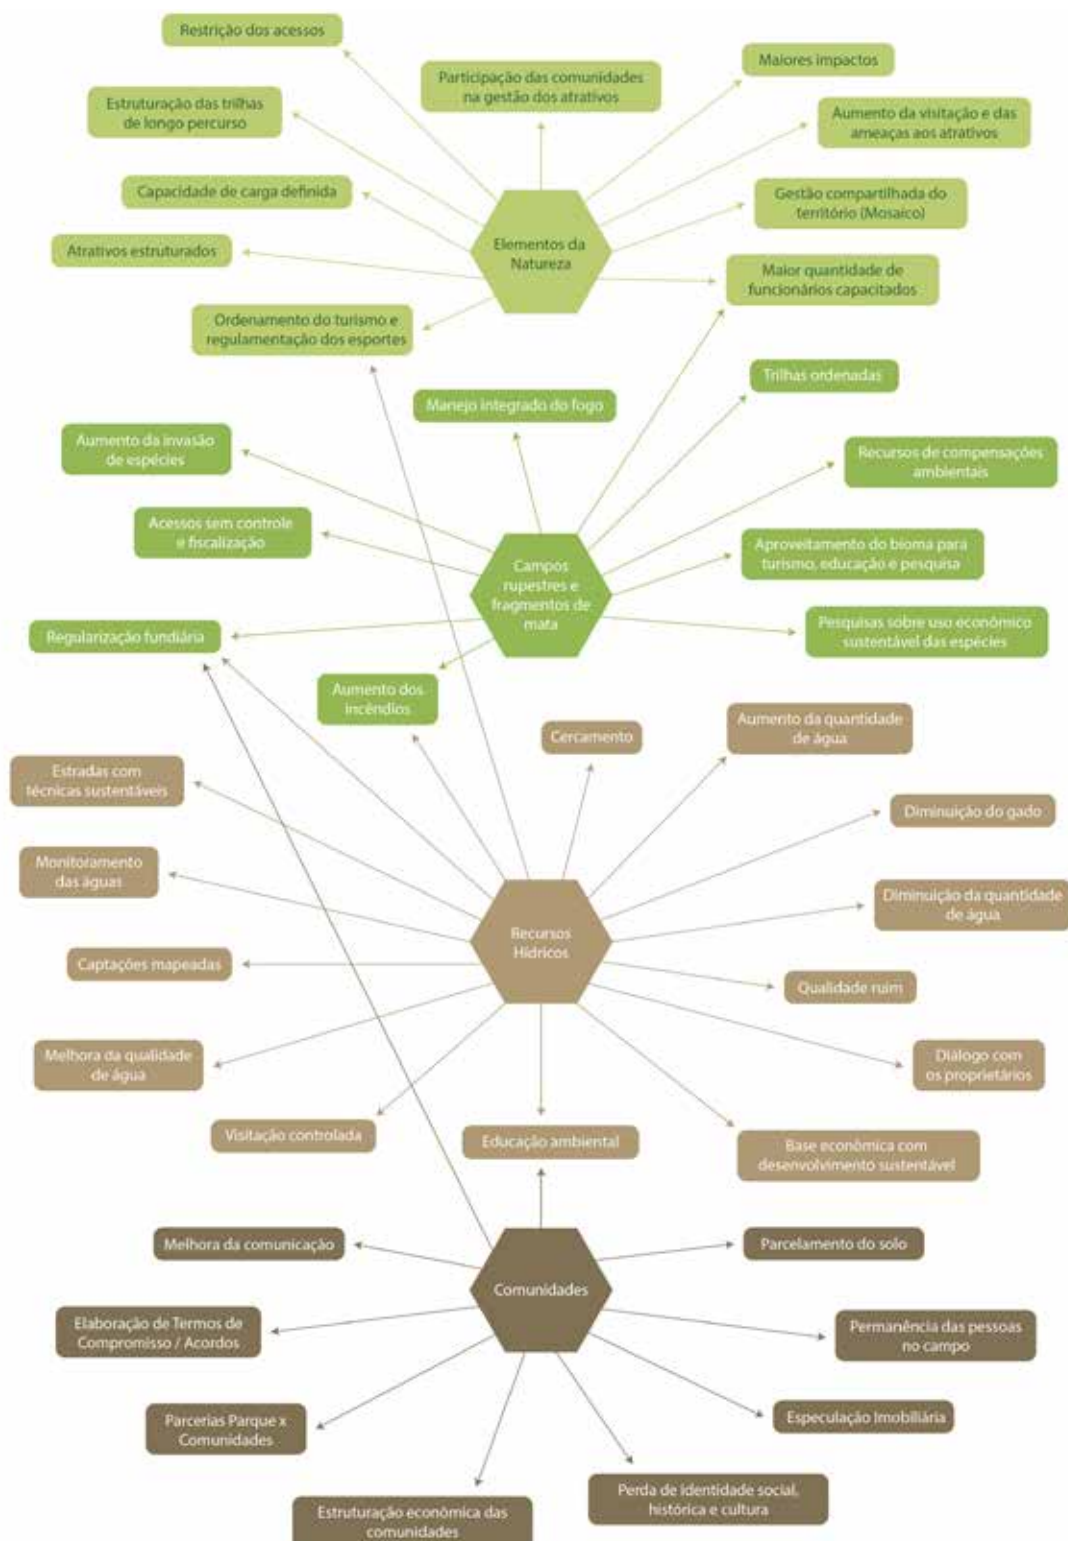 Restrição dos acessos
Participação das comunidades
na gestão dos atrativos
Maiores impactos
Estruturação das trilhas
de longo percurso
Aumento da visitação e das
ameaças aos atrativos
Capacidade de carga definida
Gestão compartilhada do
território (Mosaico)
Elementos da
Natureza
Atrativos estruturados
Maior quantidade de
funcionários capacitados
Ordenamento do turismo e
regulamentação dos esportes
Trilhas ordenadas
Manejo integrado do fogo
Aumento da invasão
de espécies
Recursos de compensações
ambientais
Acessos sem controle
e fiscalização
Aproveitamento do bioma para
turismo, educação e pesquisa
Campos
rupestres e
fragmentos de
mata
Regularização fundiária
Pesquisas sobre uso econômico
sustentável das espécies
Aumento dos
incêndios
Cercamento
Aumento da quantidade
de água
Estradas com
técnicas sustentáveis
Diminuição do gado
Monitoramento
das águas
Diminuição da quantidade
de água
Recursos
Hídricos
Captações mapeadas
Qualidade ruim
Melhora da qualidade
de água
Diálogo com
os proprietários
Visitação controlada
Educação ambiental
Base econômica com
desenvolvimento sustentável
Melhora da comunicação
Parcelamento do solo
Comunidades
Elaboração de Termos de
Compromisso / Acordos
Permanência das pessoas
no campo
Parcerias Parque x
Comunidades
Especulação Imobiliária
Perda de identidade social,
histórica e cultura
Estruturação econômica das
comunidades